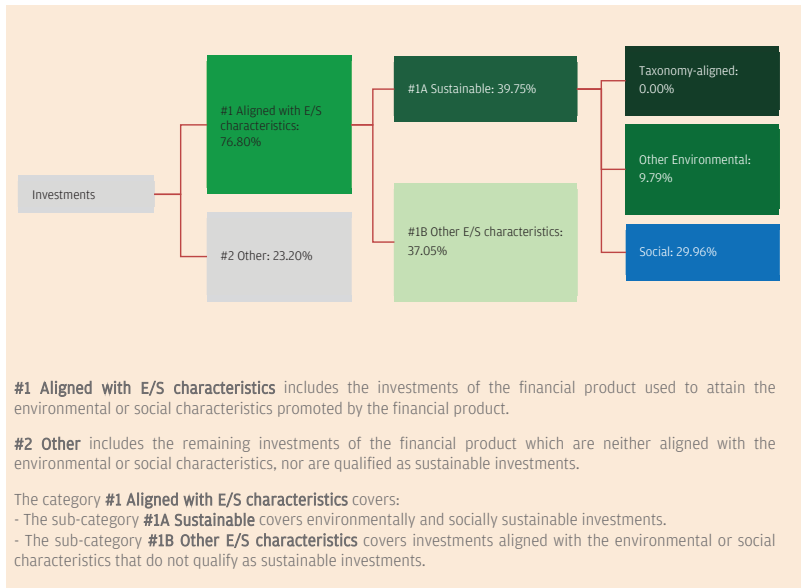 Investments
#1 Aligned with E/S
characteristics:
76.80%
#2 Other: 23.20%
#1A Sustainable: 39.75%
#1B Other E/S characteristics:
37.05%
Taxonomy-aligned:
0.00%
Other Environmental:
9.79%
Social: 29.96%
#1 Aligned with E/S characteristics includes the investments of the financial product used to attain the
environmental or social characteristics promoted by the financial product.
#2 Other includes the remaining investments of the financial product which are neither aligned with the
environmental or social characteristics, nor are qualified as sustainable investments.
The category #1 Aligned with E/S characteristics covers:
- The sub-category #1A Sustainable covers environmentally and socially sustainable investments.
- The sub-category #1B Other E/S characteristics covers investments aligned with the environmental or social
characteristics that do not qualify as sustainable investments.